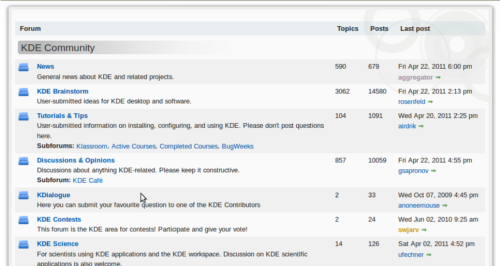 Forum Topics Posts Last post
KDE Community
News 590 679 Fri Apr 22, 2011 6:00 pm
General news about KDE and related projects. aggregator
KDE Brainstorm 3062 14580 Fri Apr 22, 2011 2:13 pm
User-submitted ideas for KDE desktop and software. rosenfeld
Tutorials & Tips 104 1091 Wed Apr 20, 2011 2:25 pm
User-submitted information on installing, configuring, and using KDE. Please don't post questions airdrik
here.
Subforums: Klassroom, Active Courses, Completed Courses, BugWeeks
Discussions & Opinions 857 10059 Fri Apr 22, 2011 4:55 pm
Discussions about anything KDE-related. Please keep it constructive. gsapronov
Subforum: KDE Café
KDialogue 2 33 Wed Oct 07, 2009 4:45 pm
Here you can submit your favourite question to one of the KDE Contributors anoneemouse
KDE Contests 2 24 Wed Jun 02, 2010 9:25 am
This forum is the KDE area for contests! Participate and give your vote! swjarv
KDE Science 14 126 Sat Apr 02, 2011 4:52 pm
For scientists using KDE applications and the KDE workspace. Discussion on KDE scientific ufechner
applications is also welcome.